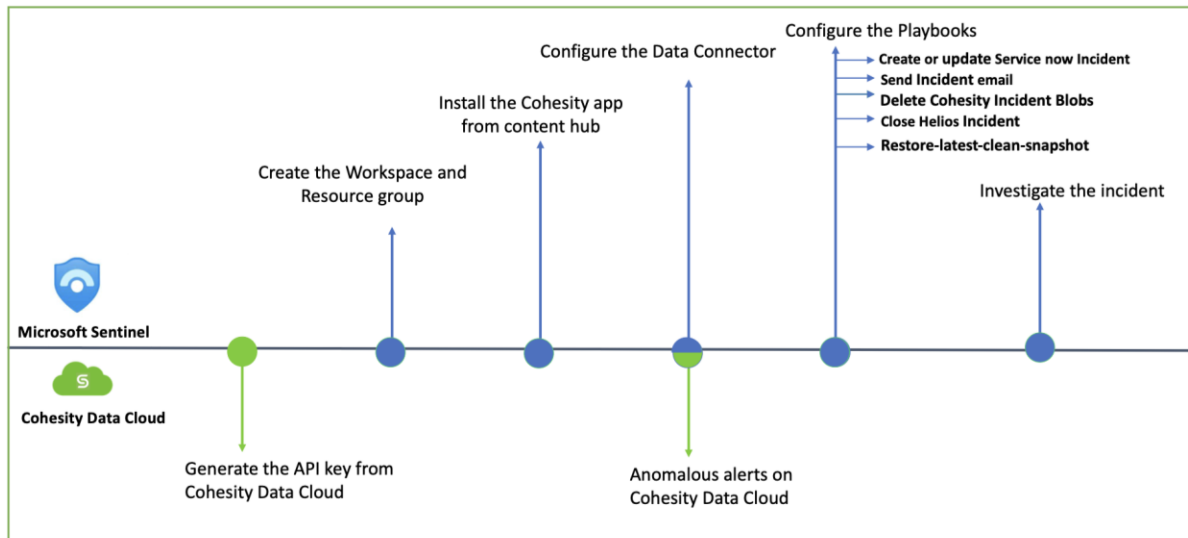 Configure the Playbooks
Create or update Service now Incident
Send Incident email
Delete Cohesity Incident Blobs
Close Helios Incident
Restore-latest-clean-snapshot
Configure the Data Connector
Install the Cohesity app
from content hub
Create the Workspace and
Resource group
Investigate the incident
Microsoft Sentinel
Cohesity Data Cloud
Generate the API key from
Cohesity Data Cloud
Anomalous alerts on
Cohesity Data Cloud